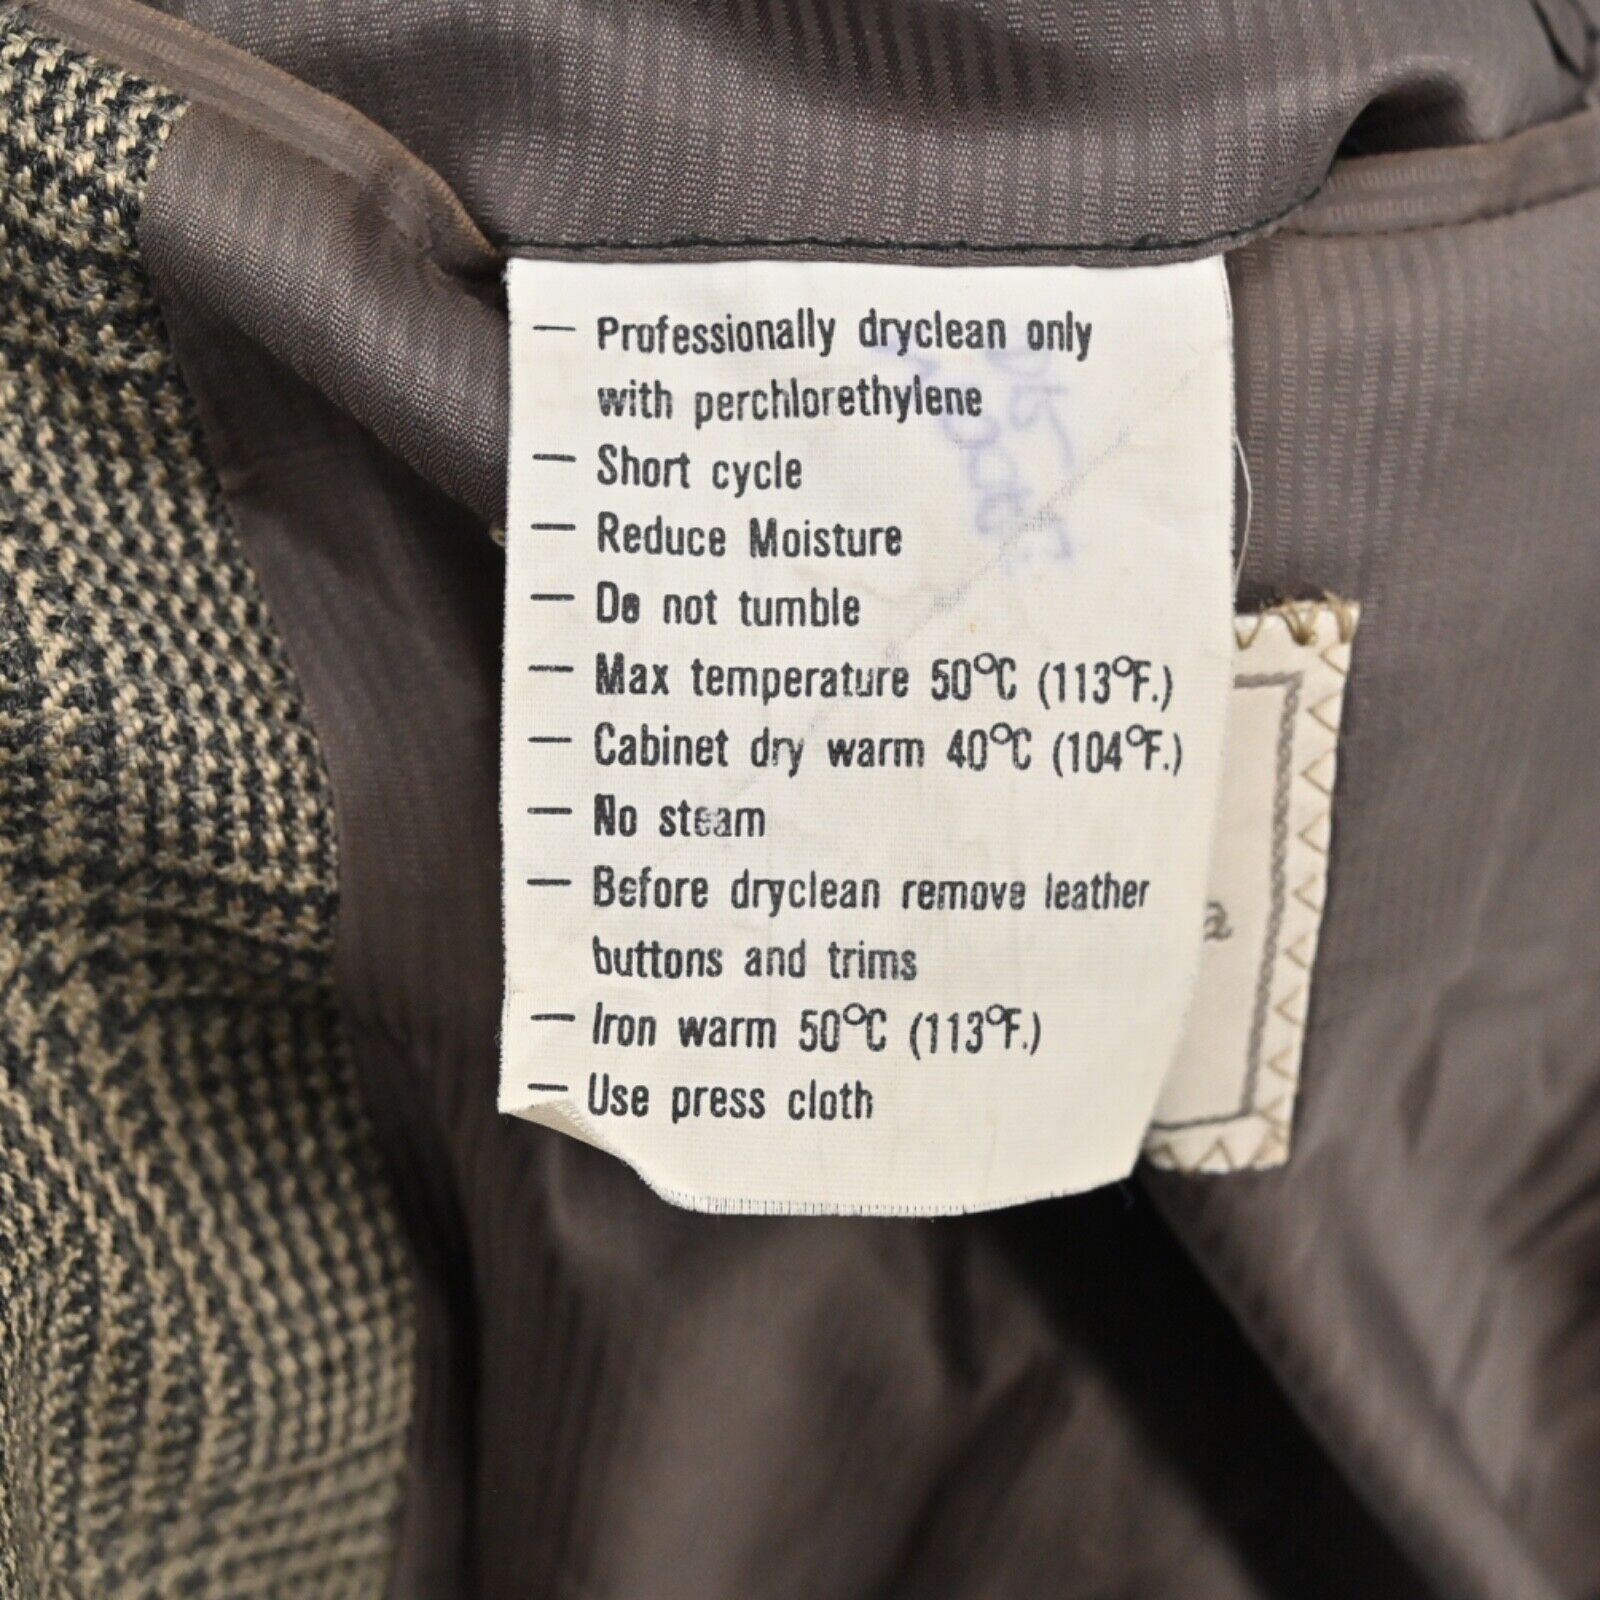 — Professionally dryclean only
with perchlorethylene
— Short cycle
— Reduce Moisture
— Do not tumble
— Max temperature 50°C (113°F.)
— Cabinet dry warm 40°C (104°F.)
— No steam
— Before dryclean remove leather
buttons and trims
— Iron warm 50°C (113°F.)
— Use press cloth
a